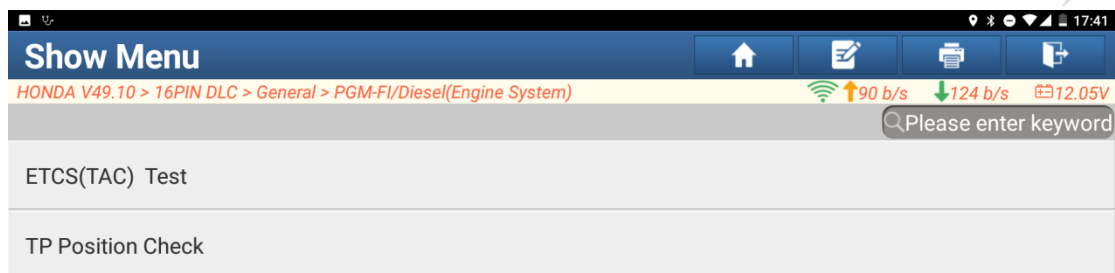 17:41
Show Menu
HONDA V49.10 > 16PIN DLC > General > PGM-FI/Diesel(Engine System) 90 b/s 124 b/s 12.05V
Please enter keyword
ETCS(TAC) Test
TP Position Check